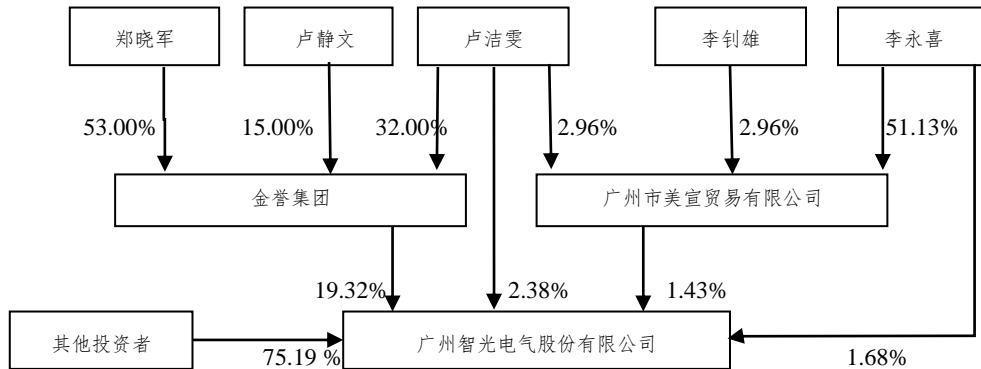 郑晓军
卢静文
卢洁雯
李钊雄
李永喜
53.00%
15.00%
32.00%
2.96%
2.96%
51.13%
金誉集团
广州市美宣贸易有限公司
19.32%
2.38%
1.43%
其他投资者
广州智光电气股份有限公司
75.19 %
1.68%